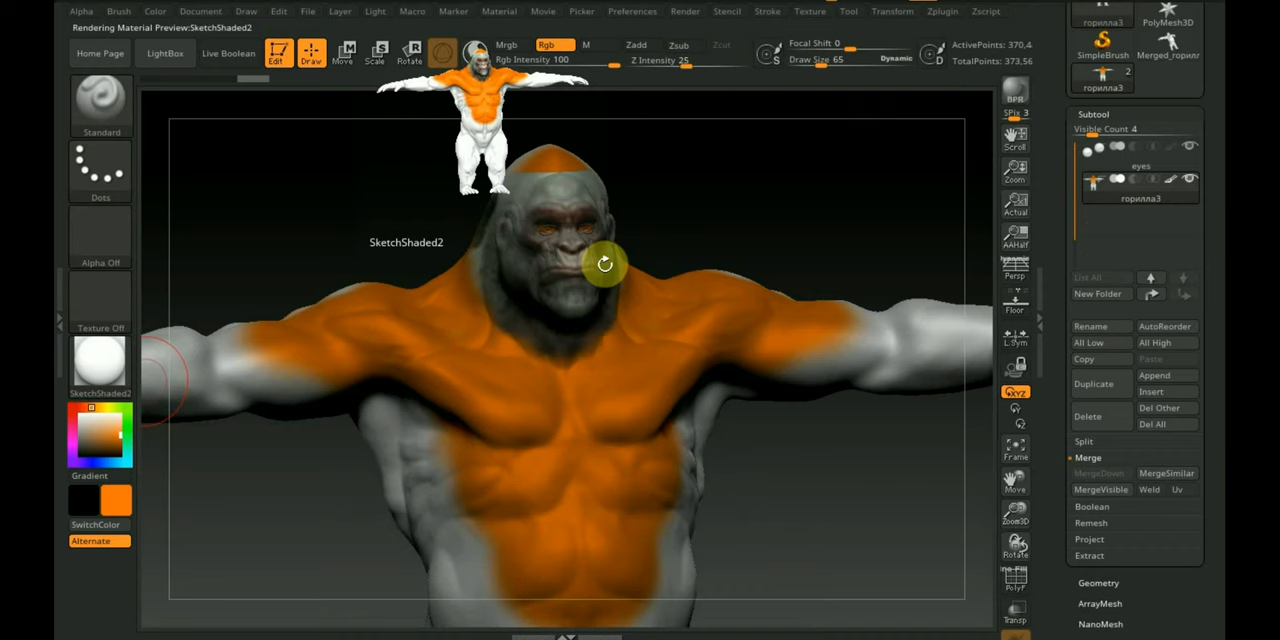 Alpha Brush Color Document Draw Edit File Layer Light Macro Marker Material Movie Picker Preferences Render Stencil Stroke Texture Tool Transform Zplugin Zscript
Rendering Material Preview:SketchShaded2
Home Page
LightBox
Live Boolean
Edit
Draw
Move
Scale
Rotate
Mrgb
Rgb
M
Rgb Intensity 100
Zadd
Zsub
Zcut
Z Intensity 25
S
Focal Shift 0
Draw Size 65
Dynamic
D
ActivePoints: 370,4
TotalPoints: 373,56
Standard
Dots
Alpha Off
Texture Off
SketchShaded2
Gradient
SwitchColor
Alternate
SketchShaded2
BPR
SPix 3
Scroll
Zoom
Actual
AAHalf
Dynamic
Persp
Floor
L.Sym
XYZ
Frame
Move
Zoom3D
Rotate
Line Fill
PolyF
Transp
горилла3
PolyMesh3D
SimpleBrush
Merged_горилл
2
горилла3
Subtool
Visible Count 4
eyes
горилла3
List All
New Folder
Rename
AutoReorder
All Low
All High
Copy
Paste
Duplicate
Append
Insert
Delete
Del Other
Del All
Split
Merge
MergeDown
MergeSimilar
MergeVisible
Weld
Uv
Boolean
Remesh
Project
Extract
Geometry
ArrayMesh
NanoMesh